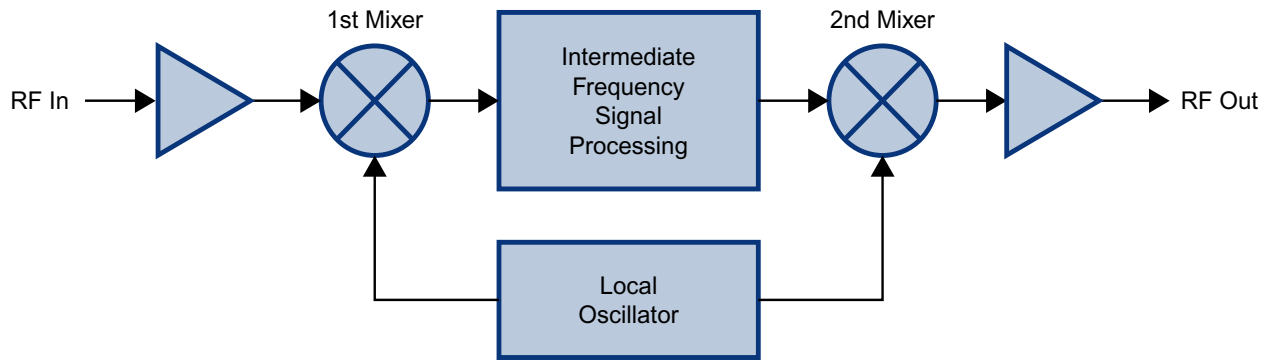 1st Mixer
2nd Mixer
RF In
Intermediate
Frequency
Signal
Processing
RF Out
Local
Oscillator